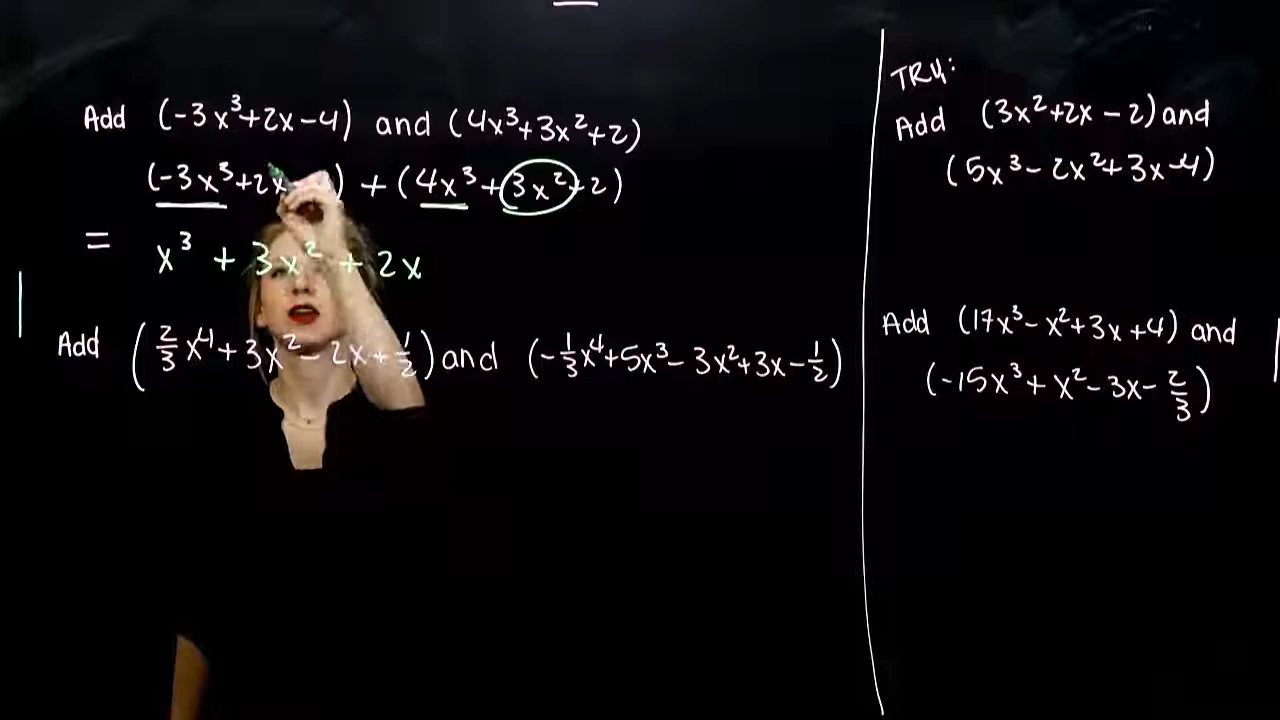 Add (-3x³+2x-4) and (4x³+3x²+2)
(-3x³+2x- ) + (4x³+3x²+2)
= x³ + 3x² + 2x
Add (2/3x⁴+3x²-2x+1/2) and (-1/3x⁴+5x³-3x²+3x-1/2)
TRY:
Add (3x²+2x-2) and
(5x³-2x²+3x-4)
Add (17x³-x²+3x+4) and
(-15x³+x²-3x-2/3)